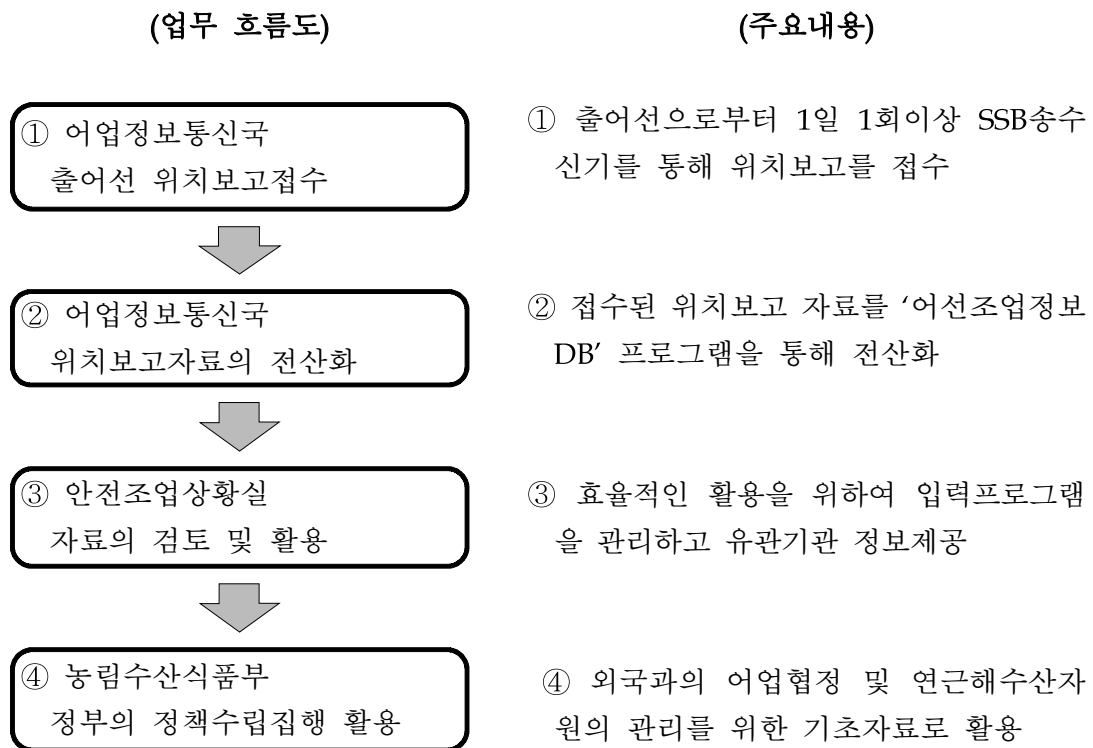 (업무 흐름도)
(주요내용)
① 어업정보통신국
출어선 위치보고접수
① 출어선으로부터 1일 1회이상 SSB송수
신기를 통해 위치보고를 접수
② 어업정보통신국
위치보고자료의 전산화
② 접수된 위치보고 자료를 ‘어선조업정보
DB’ 프로그램을 통해 전산화
③ 안전조업상황실
자료의 검토 및 활용
③ 효율적인 활용을 위하여 입력프로그램
을 관리하고 유관기관 정보제공
④ 농림수산식품부
정부의 정책수립집행 활용
④ 외국과의 어업협정 및 연근해수산자
원의 관리를 위한 기초자료로 활용